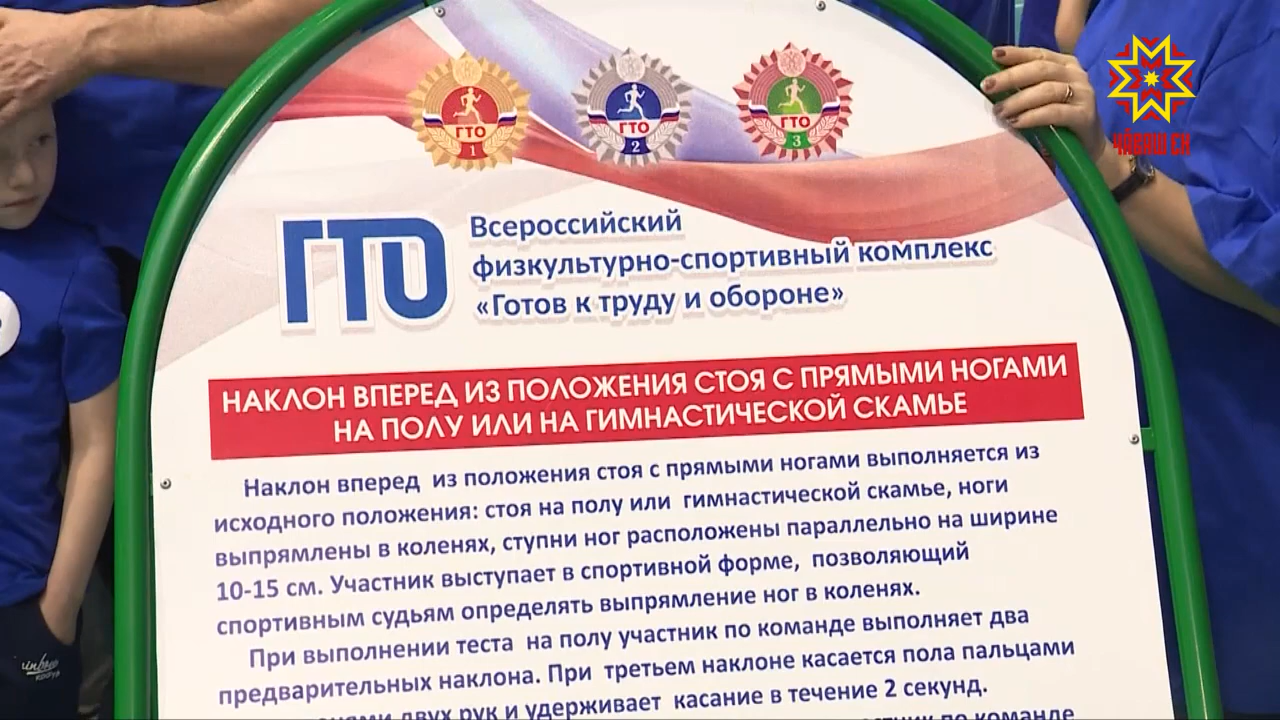 ГТО
1
ГТО
2
ГТО
3
ЧӐВАШ ЕН
ГТО
Всероссийский
физкультурно-спортивный комплекс
«Готов к труду и обороне»
НАКЛОН ВПЕРЕД ИЗ ПОЛОЖЕНИЯ СТОЯ С ПРЯМЫМИ НОГАМИ
НА ПОЛУ ИЛИ НА ГИМНАСТИЧЕСКОЙ СКАМЬЕ
Наклон вперед из положения стоя с прямыми ногами выполняется из
исходного положения: стоя на полу или гимнастической скамье, ноги
выпрямлены в коленях, ступни ног расположены параллельно на ширине
10-15 см. Участник выступает в спортивной форме, позволяющий
спортивным судьям определять выпрямление ног в коленях.
При выполнении теста на полу участник по команде выполняет два
предварительных наклона. При третьем наклоне касается пола пальцами
двух рук и удерживает касание в течение 2 секунд.
по команде